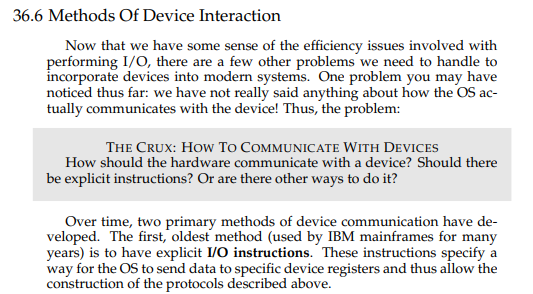 36.6 Methods Of Device Interaction
Now that we have some sense of the efficiency issues involved with
performing I/O, there are a few other problems we need to handle to
incorporate devices into modern systems. One problem you may have
noticed thus far: we have not really said anything about how the OS ac-
tually communicates with the device! Thus, the problem:
THE CRUX: HOW TO COMMUNICATE WITH DEVICES
How should the hardware communicate with a device? Should there
be explicit instructions? Or are there other ways to do it?
Over time, two primary methods of device communication have de-
veloped. The first, oldest method (used by IBM mainframes for many
years) is to have explicit I/O instructions. These instructions specify a
way for the OS to send data to specific device registers and thus allow the
construction of the protocols described above.